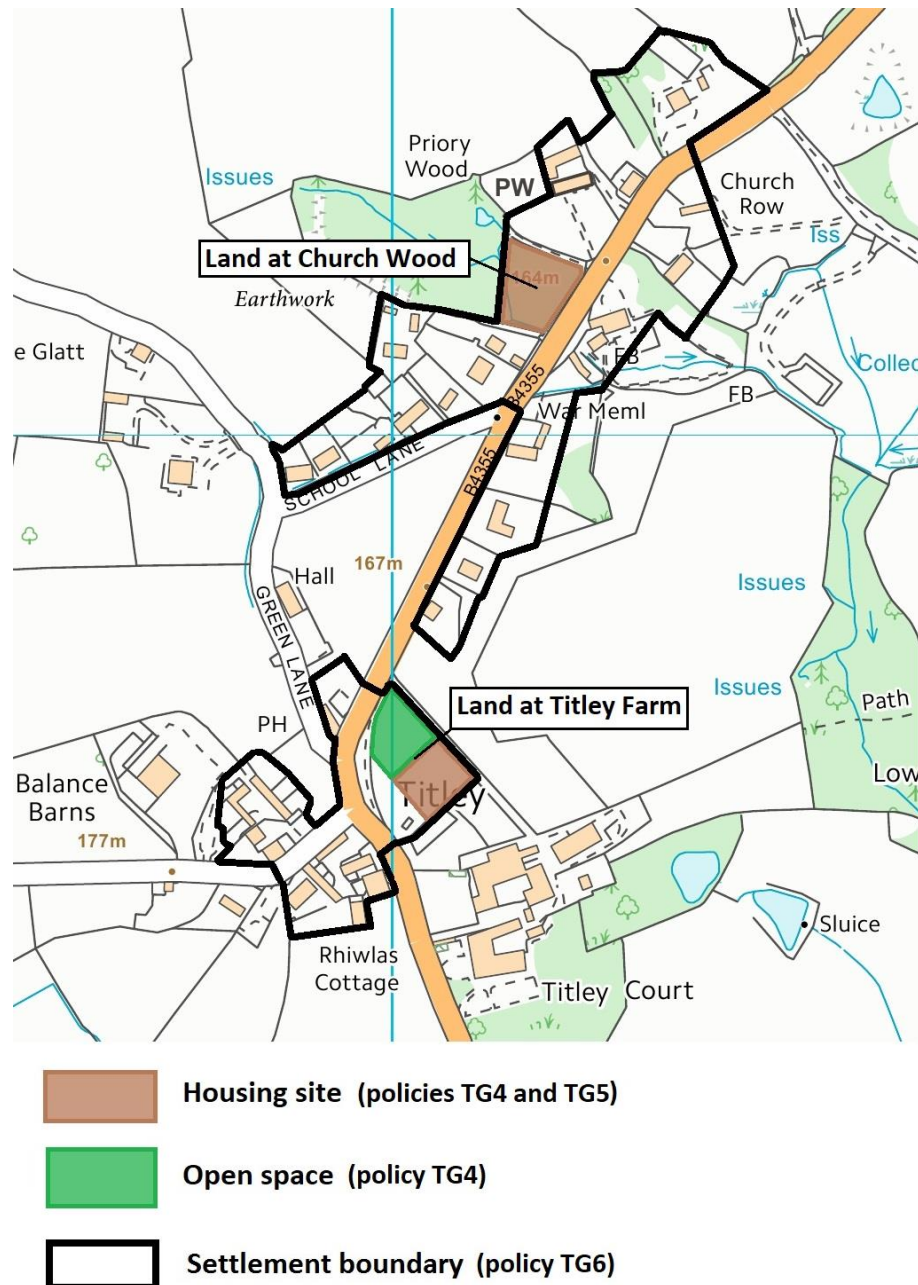 Priory
Wood
Issues
PW
Church
Row
Iss
Land at Church Wood
164m
Earthwork
e Glatt
FB
Collec
FB
B4355
War Meml
SCHOOL LANE
B4355
167m
Hall
Issues
GREEN LANE
Issues
Land at Titley Farm
Path
PH
Balance
Barns
Titley
Low
177m
Sluice
Rhiwlas
Cottage
Titley Court
Housing site (policies TG4 and TG5)
Open space (policy TG4)
Settlement boundary (policy TG6)